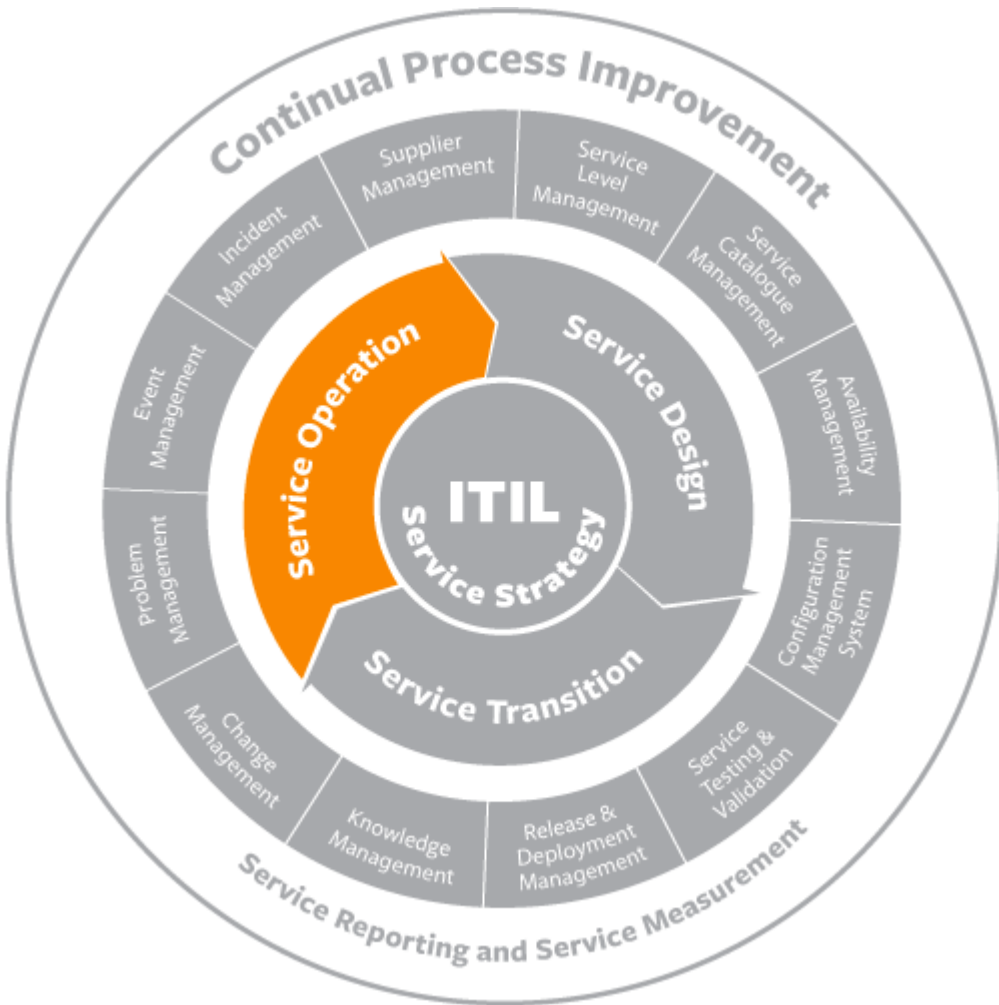 Continual Process Improvement
Supplier
Management
Service
Level
Management
Service
Catalogue
Management
Availability
Management
Configuration
Management
System
Service
Testing &
Validation
Release &
Deployment
Management
Knowledge
Management
Change
Management
Problem
Management
Event
Management
Incident
Management
Service Operation
Service Design
Service Transition
ITIL
Service Strategy
Service Reporting and Service Measurement